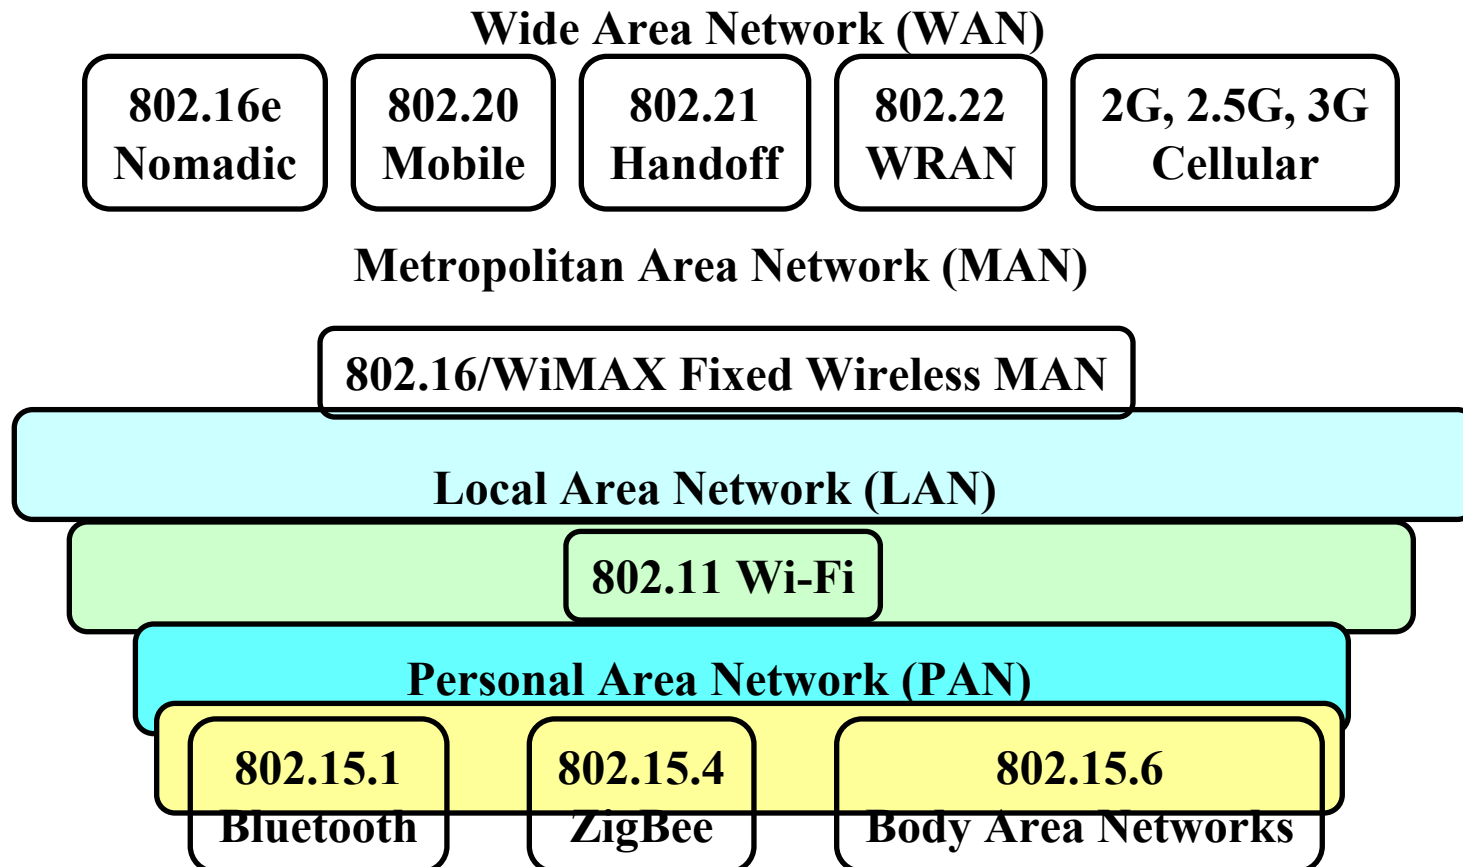 Wide Area Network (WAN)
802.16e
Nomadic
802.20
Mobile
802.21
Handoff
802.22
WRAN
2G, 2.5G, 3G
Cellular
Metropolitan Area Network (MAN)
802.16/WiMAX Fixed Wireless MAN
Local Area Network (LAN)
802.11 Wi-Fi
Personal Area Network (PAN)
802.15.1
Bluetooth
802.15.4
ZigBee
802.15.6
Body Area Networks